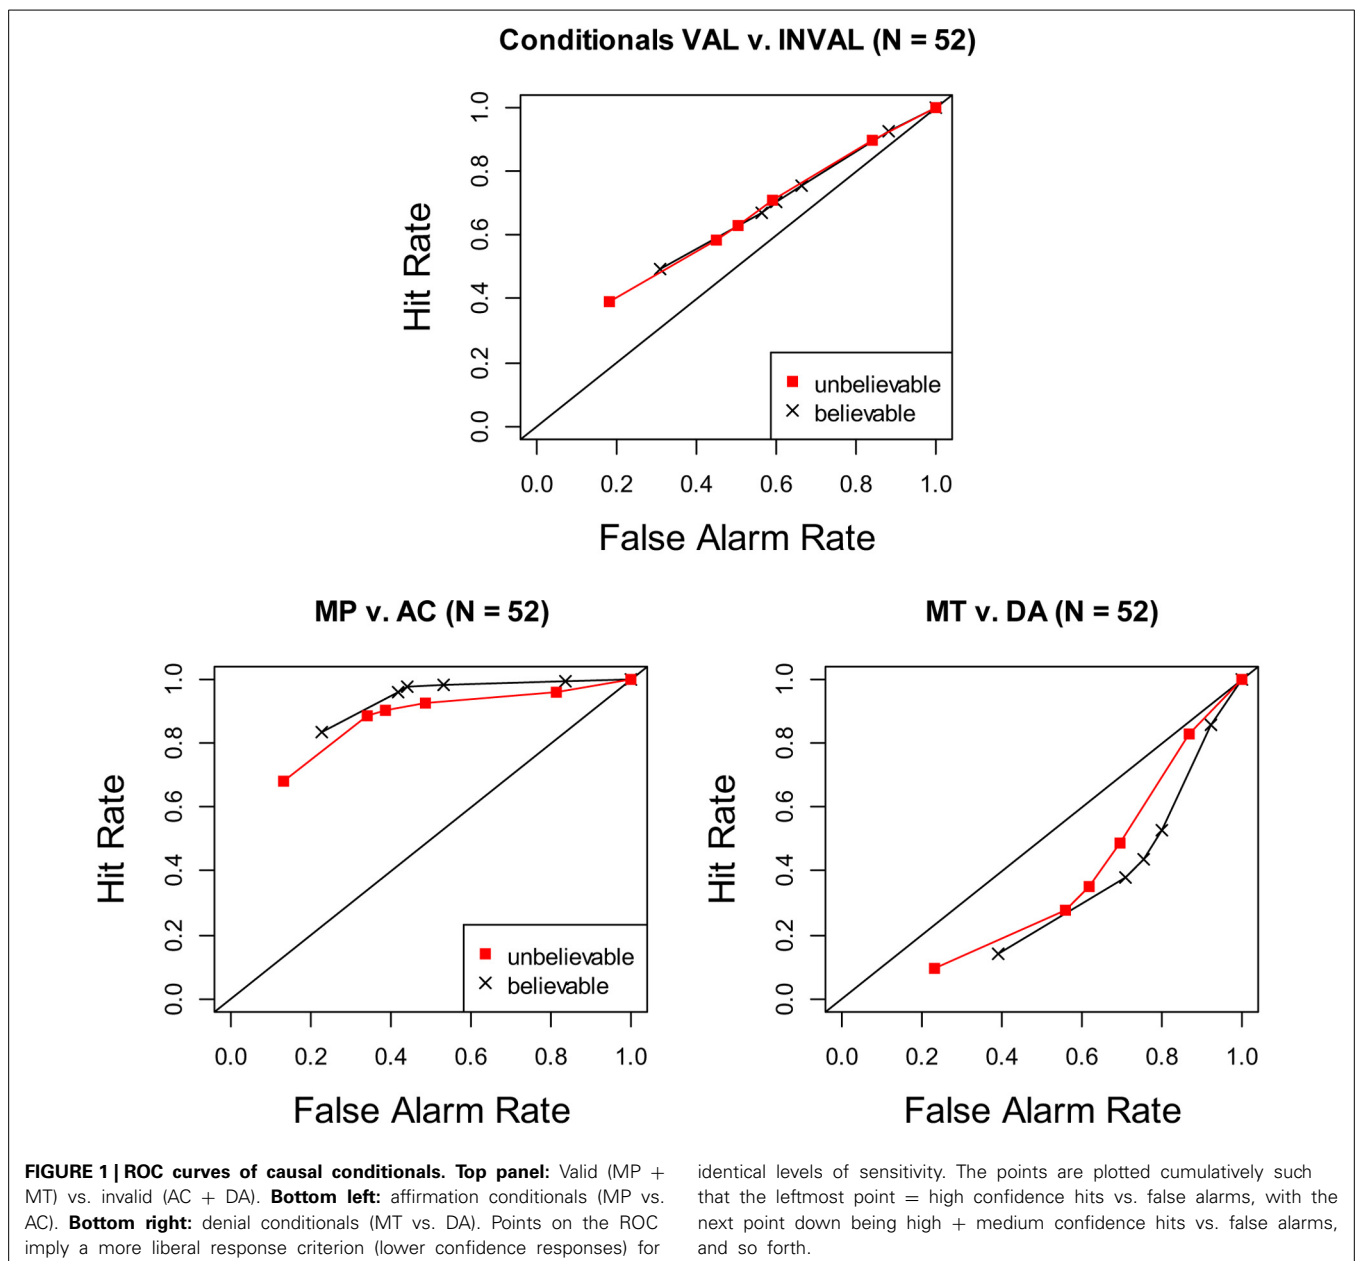 Conditionals VAL v. INVAL (N = 52)
Hit Rate
0.0 0.2 0.4 0.6 0.8 1.0
unbelievable
believable
0.0 0.2 0.4 0.6 0.8 1.0
False Alarm Rate
MP v. AC (N = 52)
Hit Rate
0.0 0.2 0.4 0.6 0.8 1.0
unbelievable
believable
0.0 0.2 0.4 0.6 0.8 1.0
False Alarm Rate
MT v. DA (N = 52)
Hit Rate
0.0 0.2 0.4 0.6 0.8 1.0
0.0 0.2 0.4 0.6 0.8 1.0
False Alarm Rate
FIGURE 1 | ROC curves of causal conditionals. Top panel: Valid (MP +
MT) vs. invalid (AC + DA). Bottom left: affirmation conditionals (MP vs.
AC). Bottom right: denial conditionals (MT vs. DA). Points on the ROC
imply a more liberal response criterion (lower confidence responses) for
identical levels of sensitivity. The points are plotted cumulatively such
that the leftmost point = high confidence hits vs. false alarms, with the
next point down being high + medium confidence hits vs. false alarms,
and so forth.